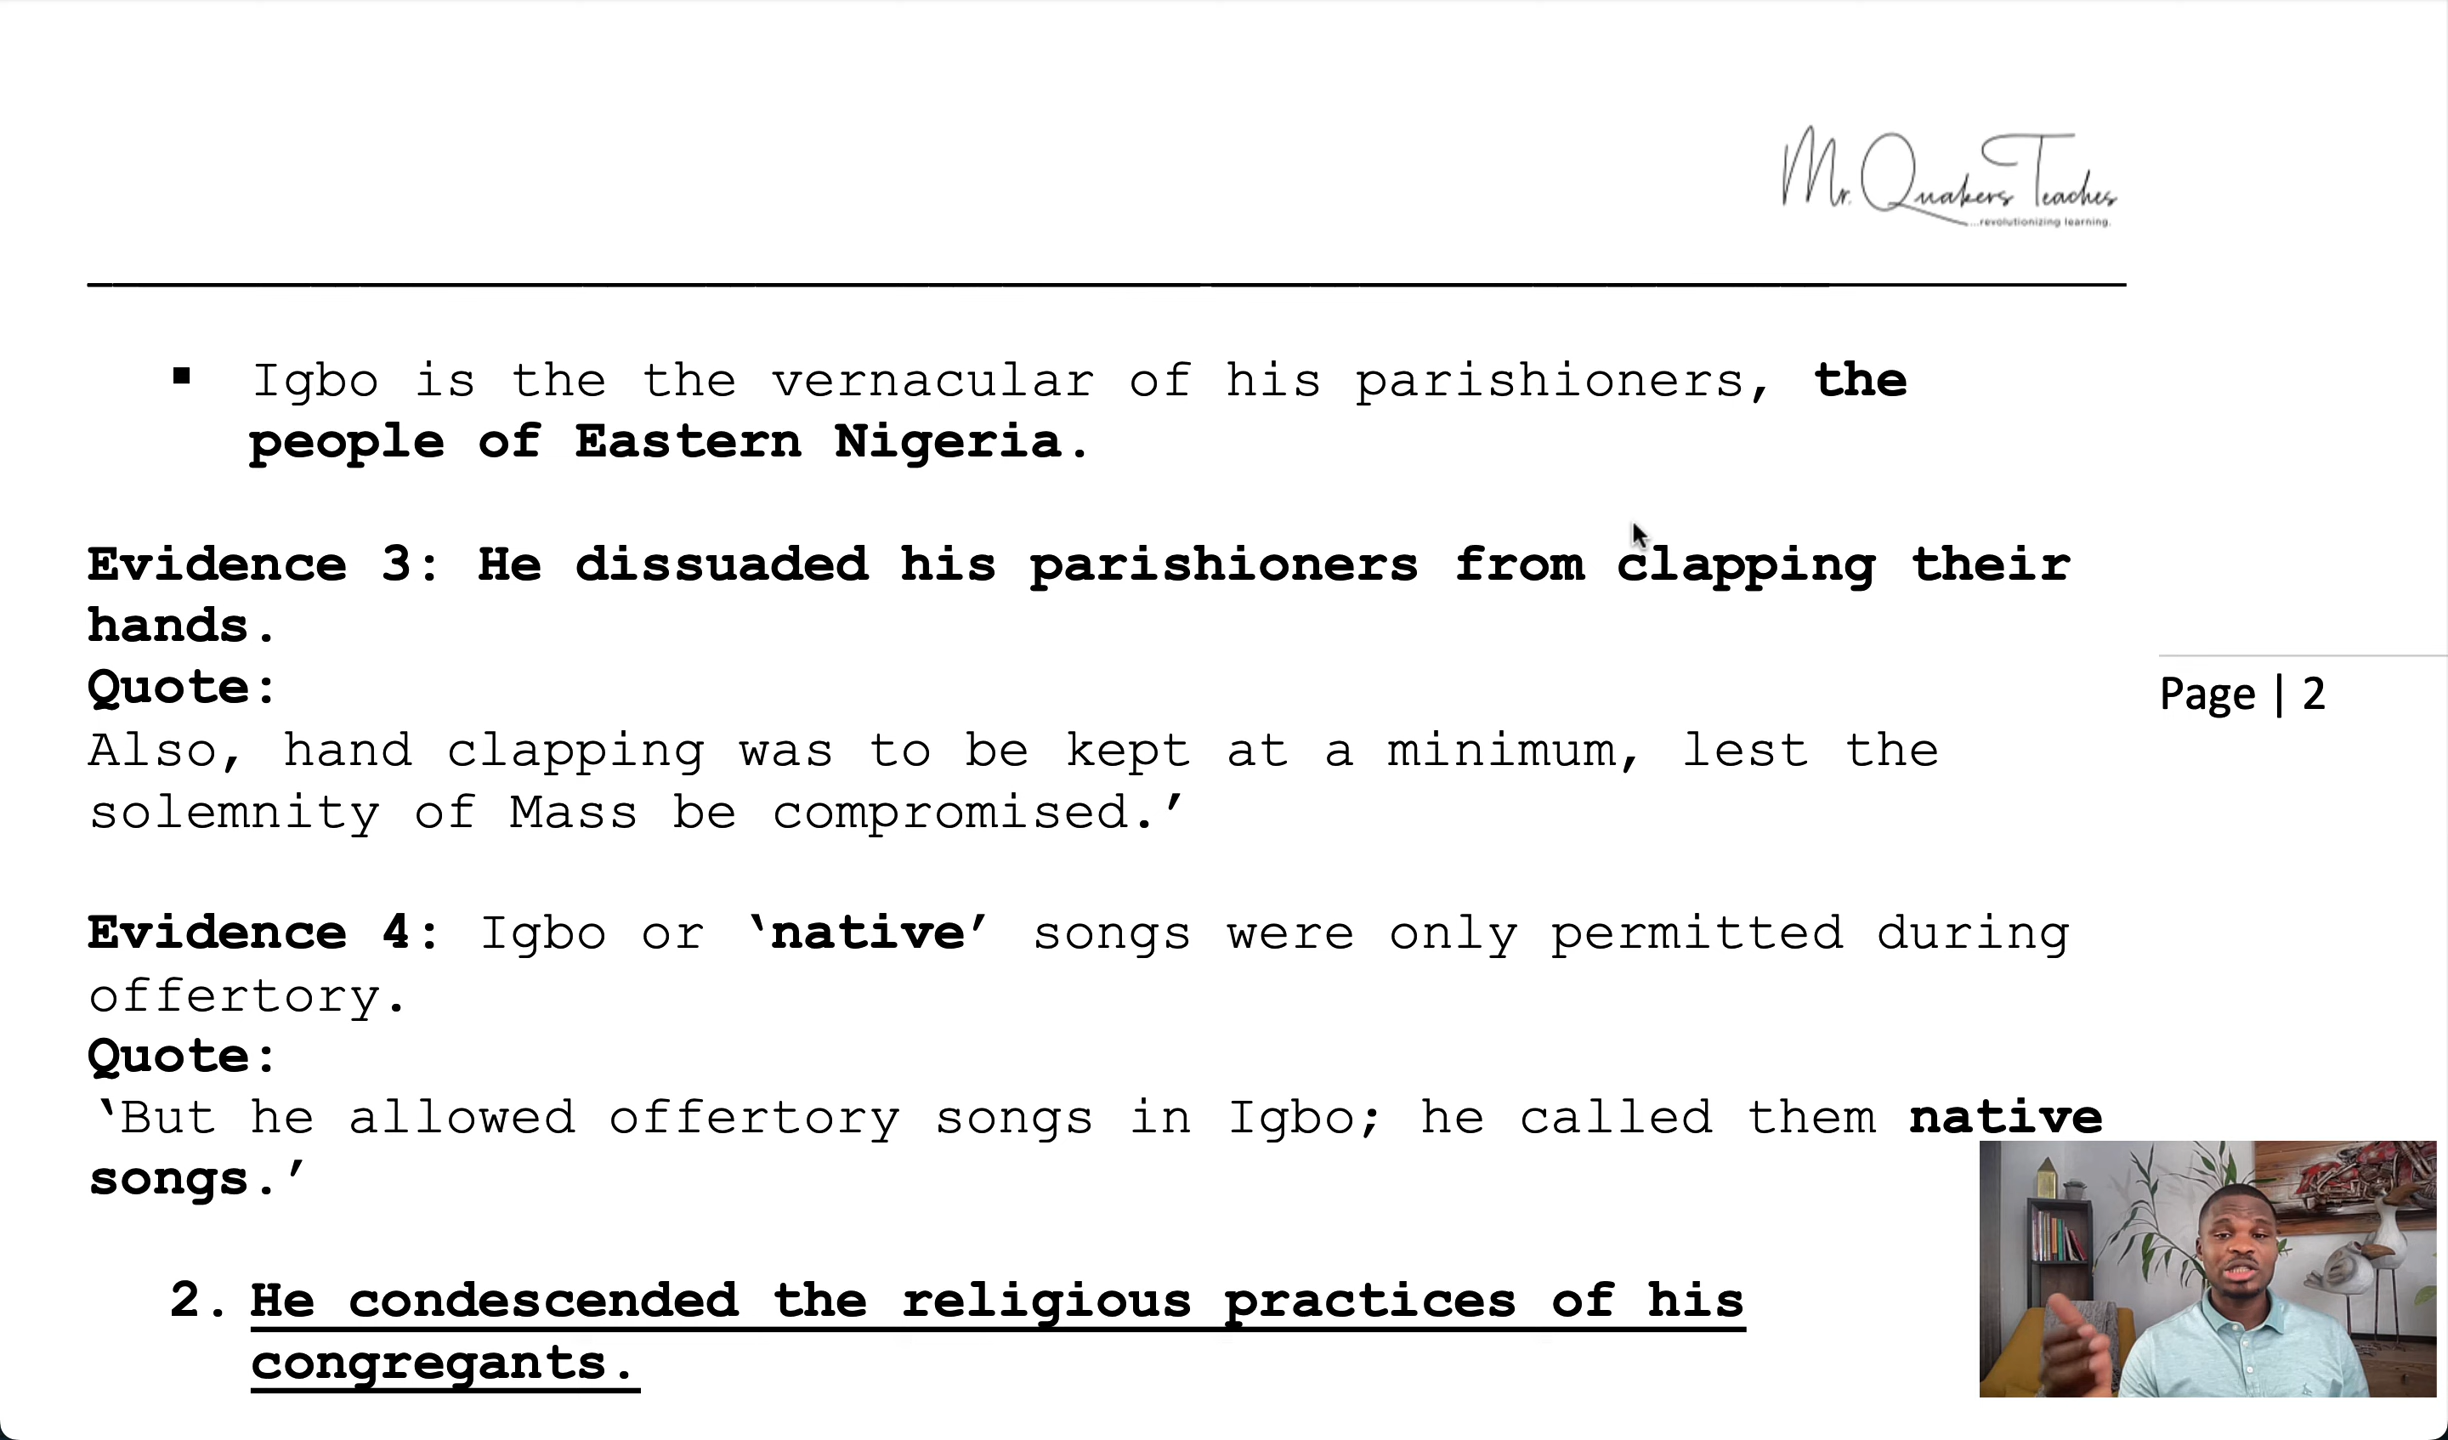 Mr. Quakers Teaches
...revolutionizing learning.
▪ Igbo is the the vernacular of his parishioners, the
people of Eastern Nigeria.
Evidence 3: He dissuaded his parishioners from clapping their
hands.
Quote:
Page | 2
Also, hand clapping was to be kept at a minimum, lest the
solemnity of Mass be compromised.’
Evidence 4: Igbo or ‘native’ songs were only permitted during
offertory.
Quote:
‘But he allowed offertory songs in Igbo; he called them native
songs.’
2. He condescended the religious practices of his
congregants.